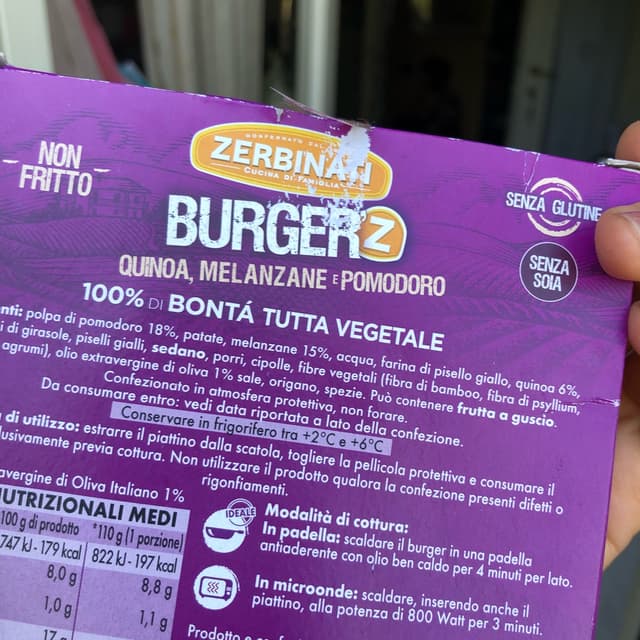 MONFERRATO DAL
ZERBINATI
CUCINA DI FAMIGLIA
NON
FRITTO
BURGER'Z
SENZA GLUTINE
SENZA
SOIA
QUINOA, MELANZANE E POMODORO
100% DI BONTÁ TUTTA VEGETALE
nti: polpa di pomodoro 18%, patate, melanzane 15%, acqua, farina di pisello giallo, quinoa 6%,
i di girasole, piselli gialli, sedano, porri, cipolle, fibre vegetali (fibra di bamboo, fibra di psyllium,
agrumi), olio extravergine di oliva 1% sale, origano, spezie. Può contenere frutta a guscio.
Confezionato in atmosfera protettiva, non forare.
Da consumare entro: vedi data riportata a lato della confezione.
Conservare in frigorifero tra +2°C e +6°C
di utilizzo: estrarre il piattino dalla scatola, togliere la pellicola protettiva e consumare il
lusivamente previa cottura. Non utilizzare il prodotto qualora la confezione presenti difetto o
rigonfiamenti.
avergine di Oliva Italiano 1%
NUTRIZIONALI MEDI
100 g di prodotto *110 g (1 porzione)
747 kJ - 179 kcal 822 kJ - 197 kcal
8,0 g 8,8 g
1,0 g 1,1 g
17
IDEALE
Modalità di cottura:
In padella: scaldare il burger in una padella
antiaderente con olio ben caldo per 4 minuti per lato.
In microonde: scaldare, inserendo anche il
piattino, alla potenza di 800 Watt per 3 minuti.
Prodotto e